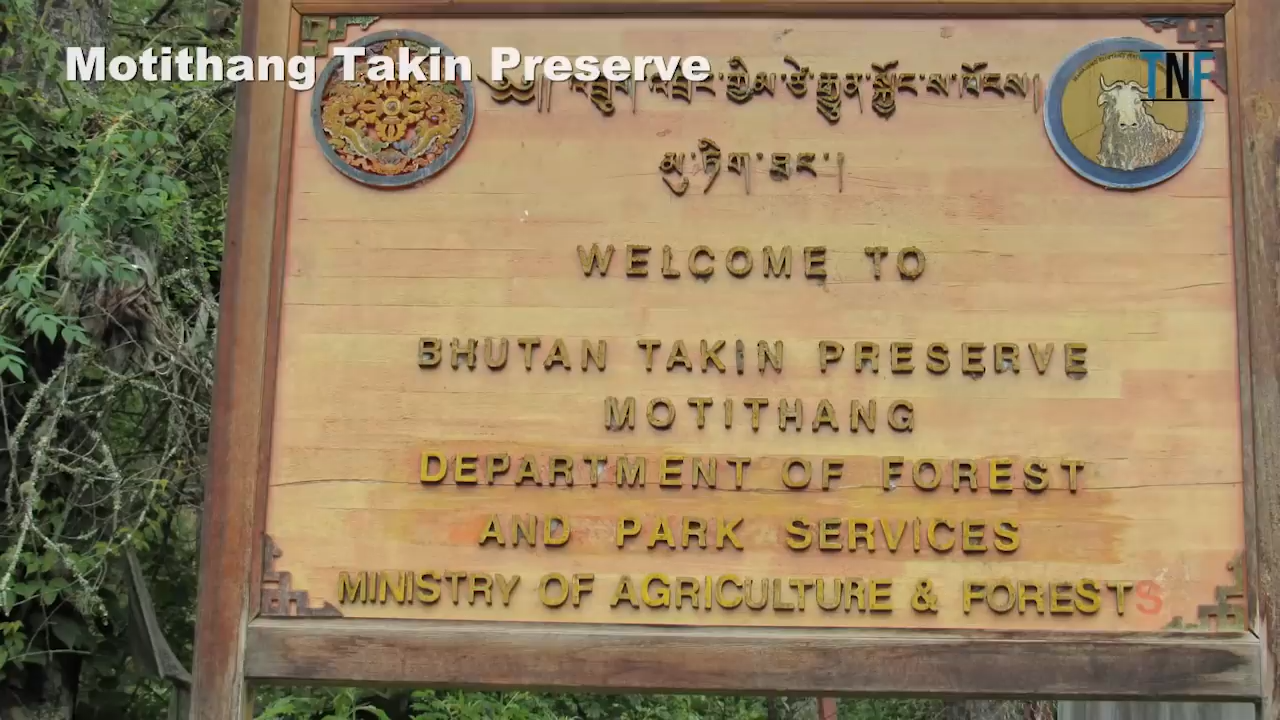 Motithang Takin Preserve
TNF
མུ་ཏིག་ཐང་།
WELCOME TO
BHUTAN TAKIN PRESERVE
MOTITHANG
DEPARTMENT OF FOREST
AND PARK SERVICES
MINISTRY OF AGRICULTURE & FORESTS